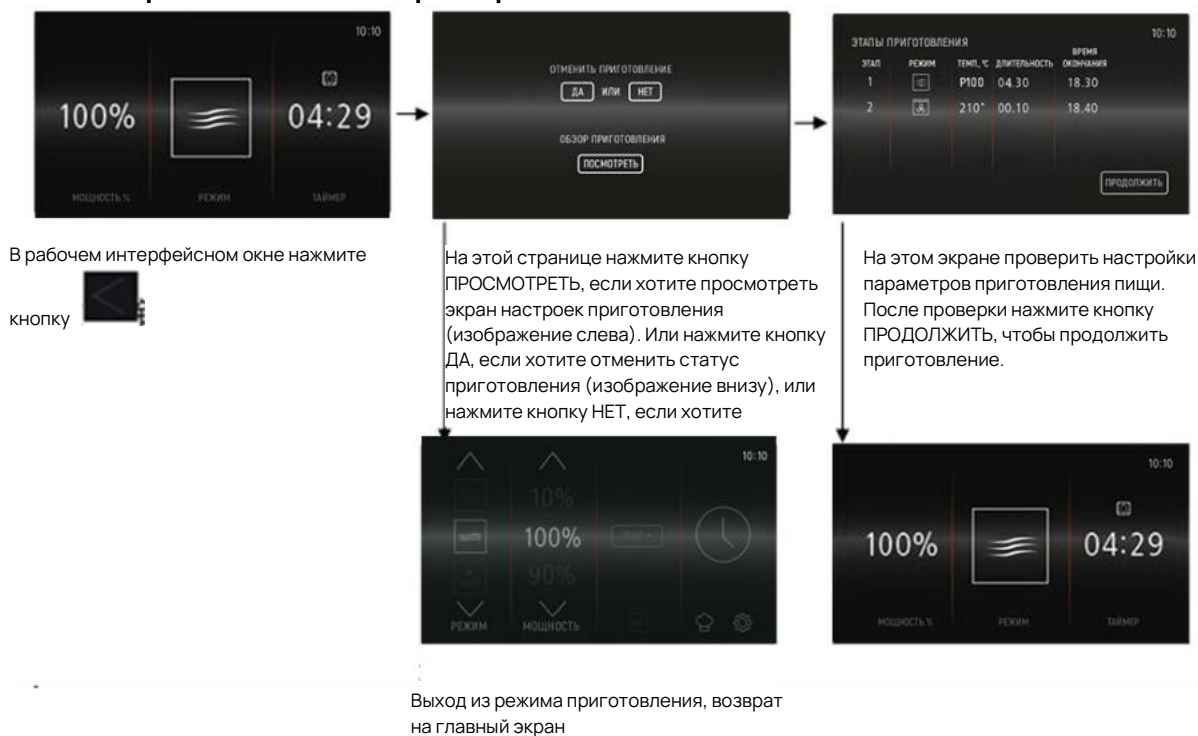 10:10
100%
04:29
МОЩНОСТЬ %
РЕЖИМ
ТАЙМЕР
ОТМЕНИТЬ ПРИГОТОВЛЕНИЕ
ДА ИЛИ НЕТ
ОБЗОР ПРИГОТОВЛЕНИЯ
ПОСМОТРЕТЬ
10:10
ЭТАПЫ ПРИГОТОВЛЕНИЯ
ЭТАП РЕЖИМ ТЕМП., °C ДЛИТЕЛЬНОСТЬ ВРЕМЯ ОКОНЧАНИЯ
1 P100 04.30 18.30
2 210° 00.10 18.40
ПРОДОЛЖИТЬ
В рабочем интерфейсном окне нажмите
кнопку
На этой странице нажмите кнопку
ПРОСМОТРЕТЬ, если хотите просмотреть
экран настроек приготовления
(изображение слева). Или нажмите кнопку
ДА, если хотите отменить статус
приготовления (изображение внизу), или
нажмите кнопку НЕТ, если хотите
На этом экране проверить настройки
параметров приготовления пищи.
После проверки нажмите кнопку
ПРОДОЛЖИТЬ, чтобы продолжить
приготовление.
10:10
10%
100%
90%
РЕЖИМ
МОЩНОСТЬ
10:10
100%
04:29
МОЩНОСТЬ %
РЕЖИМ
ТАЙМЕР
Выход из режима приготовления, возврат
на главный экран